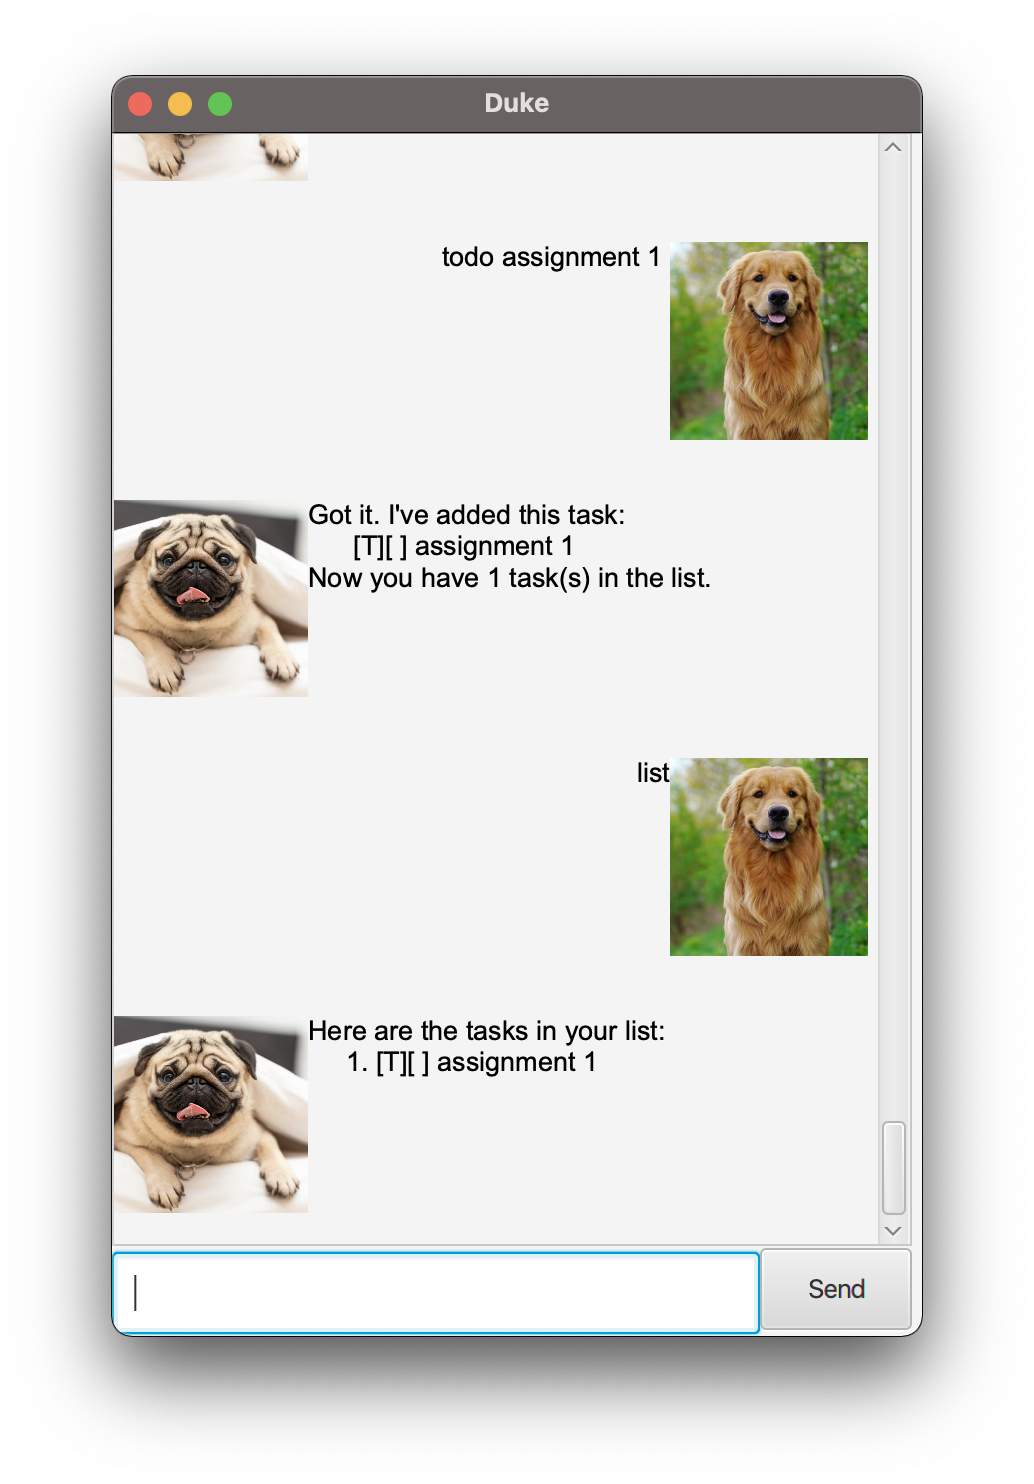 Duke
todo assignment 1
Got it. I've added this task:
[T][ ] assignment 1
Now you have 1 task(s) in the list.
list
Here are the tasks in your list:
1. [T][ ] assignment 1
Send